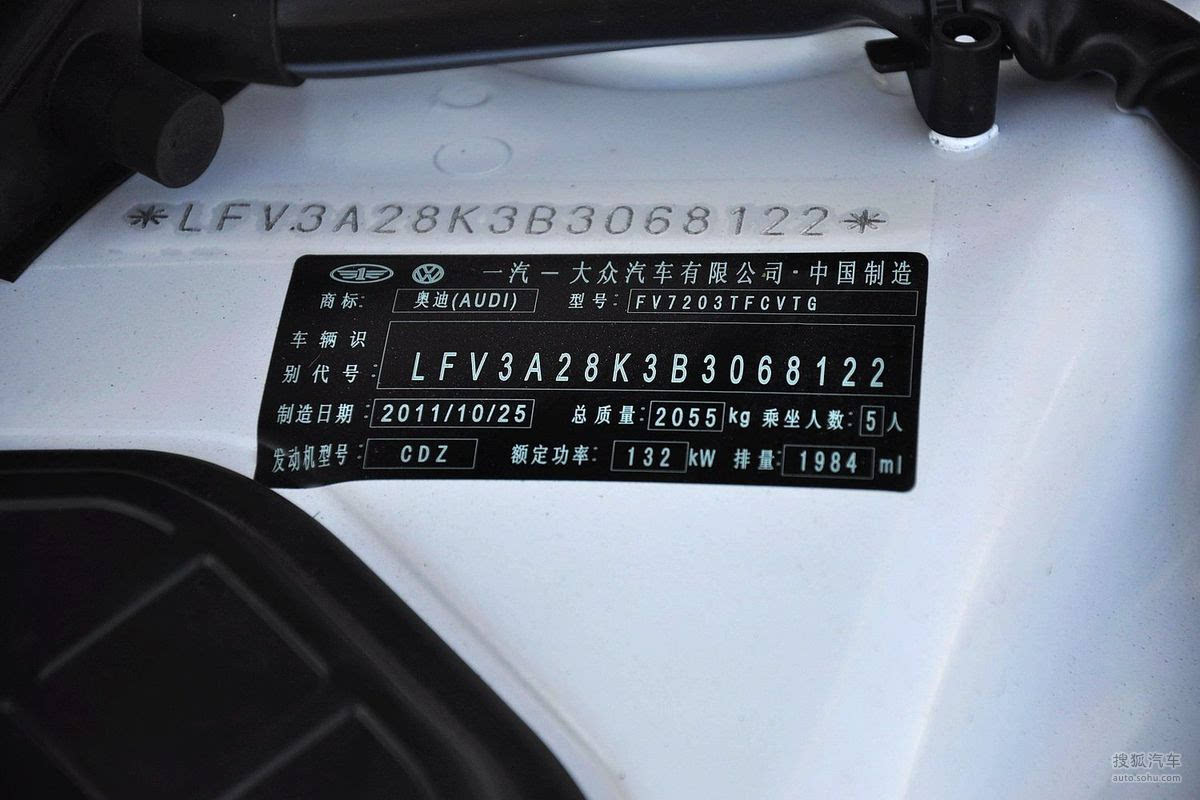 *LFV3A28K3B3068122*
一汽－大众汽车有限公司·中国制造
商标: 奥迪(AUDI) 型号: FV7203TFCVTG
车辆识
别代号: LFV3A28K3B3068122
制造日期: 2011/10/25 总质量: 2055 kg 乘坐人数: 5 人
发动机型号: CDZ 额定功率: 132 kW 排量: 1984 ml
搜狐汽车
auto.sohu.com